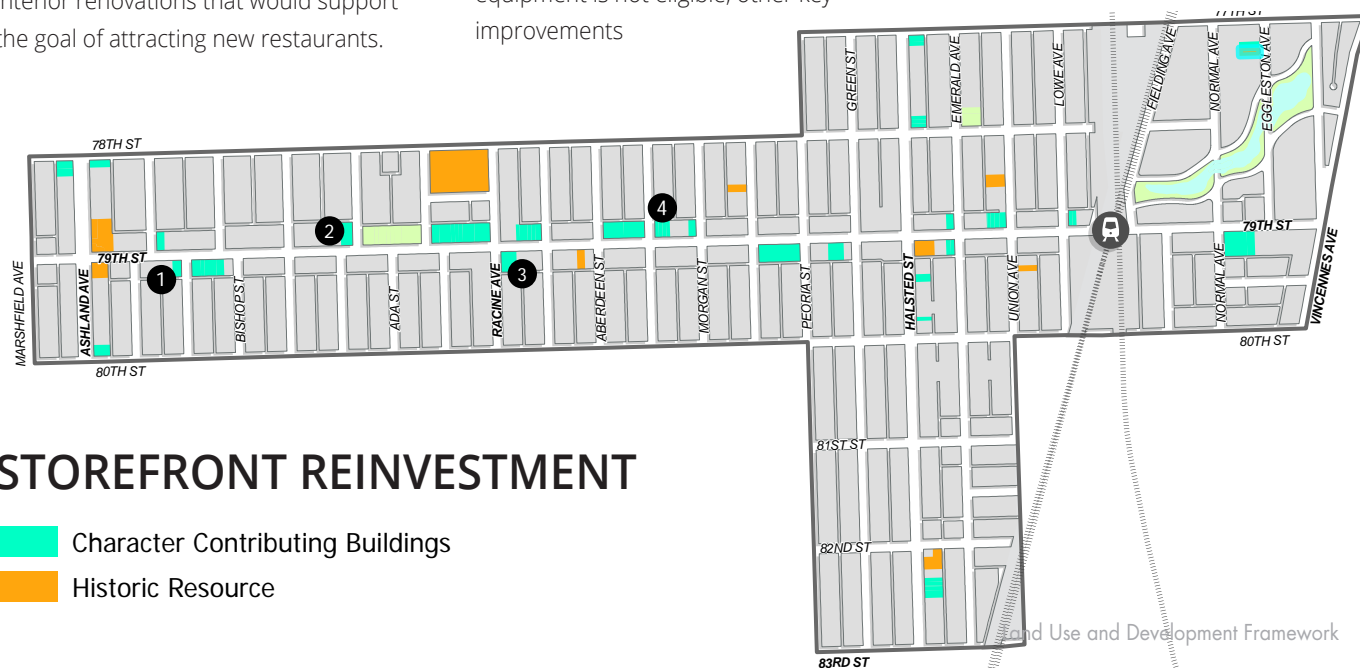 interior renovations that would support
the goal of attracting new restaurants.
equipment is not eligible, other key
improvements
77TH ST
GREEN ST
EMERALD AVE
LOWE AVE
FIELDING AVE
NORMAL AVE
EGGLESTON AVE
78TH ST
4
2
79TH ST
79TH ST
1
3
MARSHFIELD AVE
ASHLAND AVE
BISHOP ST
ADA ST
RACINE AVE
ABERDEEN ST
MORGAN ST
PEORIA ST
HALSTED ST
UNION AVE
NORMAL AVE
VINCENNES AVE
80TH ST
80TH ST
81ST ST
82ND ST
83RD ST
STOREFRONT REINVESTMENT
Character Contributing Buildings
Historic Resource
Land Use and Development Framework